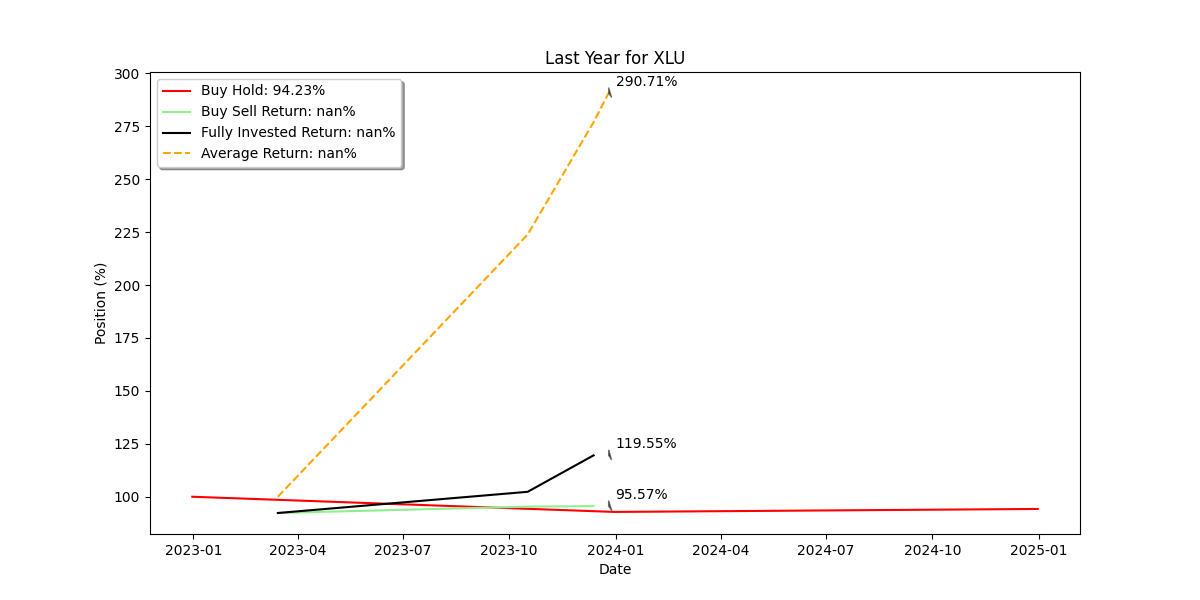 Last Year for XLU
300
275
250
225
200
175
150
125
100
Position (%)
Buy Hold: 94.23%
Buy Sell Return: nan%
Fully Invested Return: nan%
Average Return: nan%
290.71%
119.55%
95.57%
2023-01 2023-04 2023-07 2023-10 2024-01 2024-04 2024-07 2024-10 2025-01
Date